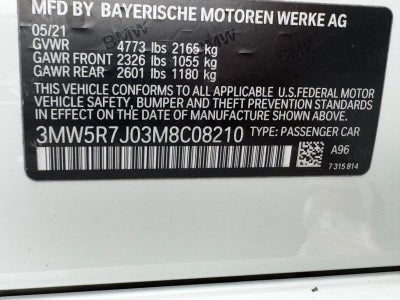 MFD BY BAYERISCHE MOTOREN WERKE AG
05/21
GVWR 4773 lbs 2165 kg
GAWR FRONT 2326 lbs 1055 kg
GAWR REAR 2601 lbs 1180 kg
THIS VEHICLE CONFORMS TO ALL APPLICABLE U.S.FEDERAL MOTOR
VEHICLE SAFETY, BUMPER AND THEFT PREVENTION STANDARDS
IN EFFECT ON THE DATE OF MANUFACTURE SHOWN ABOVE.
3MW5R7J03M8C08210 TYPE: PASSENGER CAR
A96
7 315 814